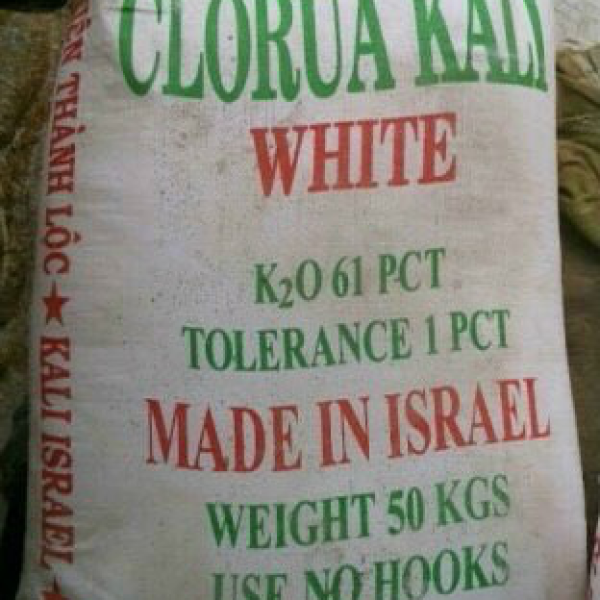 CLORUA KALI
WHITE
K₂O 61 PCT
TOLERANCE 1 PCT
MADE IN ISRAEL
WEIGHT 50 KGS
USE NO HOOKS
THÀNH LỘC ★ KALI ISRAEL ★